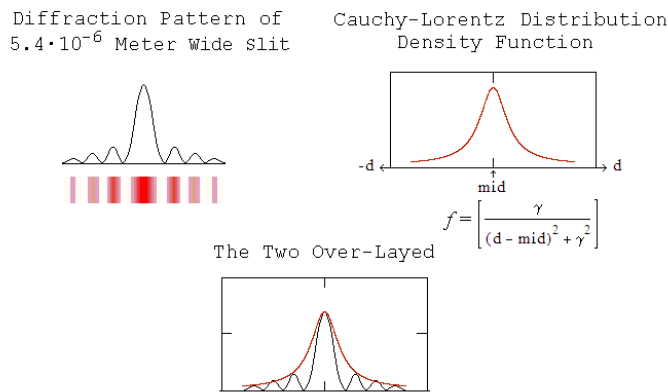 Diffraction Pattern of
5.4·10⁻⁶ Meter Wide Slit
Cauchy-Lorentz Distribution
Density Function
-d
d
mid
f = [γ / ((d – mid)² + γ²)]
The Two Over-Layed